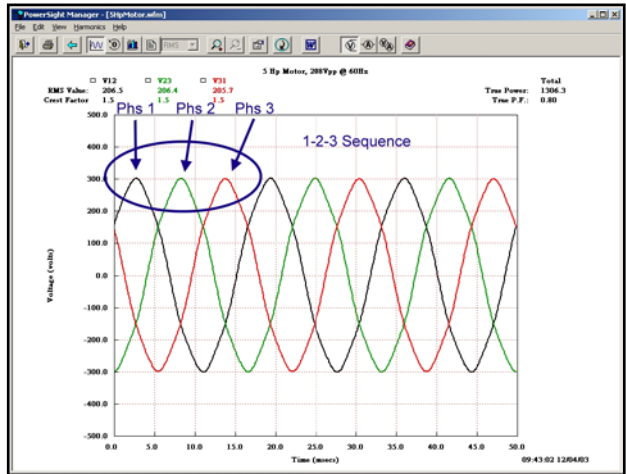 PowerSight Manager - [5HpMotor.wfm]
File Edit View Harmonics Help
RMS
5 Hp Motor, 208Vpp @ 60Hz
V12 V23 V31 Total
RMS Value: 206.5 206.4 205.7 True Power: 1306.3
Crest Factor 1.5 1.5 1.5 True P.F.: 0.80
Phs 1 Phs 2 Phs 3
1-2-3 Sequence
500.0
400.0
300.0
200.0
100.0
0.0
-100.0
-200.0
-300.0
-400.0
-500.0
Voltage (volts)
0.0 5.0 10.0 15.0 20.0 25.0 30.0 35.0 40.0 45.0 50.0
Time (msecs)
09:43:02 12/04/03